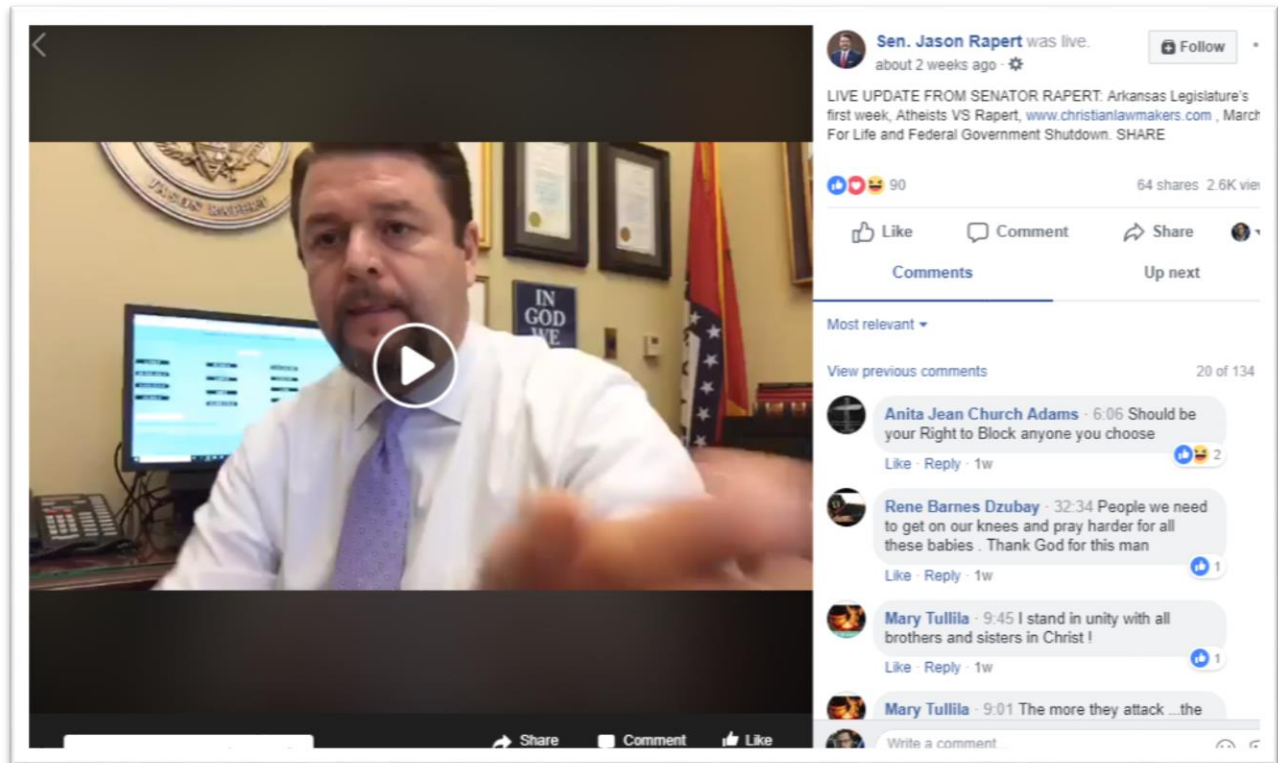 JASON RAPERT
IN
GOD
WE
Share
Comment
Like
Sen. Jason Rapert was live.
Follow
about 2 weeks ago ·
LIVE UPDATE FROM SENATOR RAPERT: Arkansas Legislature's
first week, Atheists VS Rapert, www.christianlawmakers.com , March
For Life and Federal Government Shutdown. SHARE
90
64 shares 2.6K vie
Like
Comment
Share
Comments
Up next
Most relevant
View previous comments
20 of 134
Anita Jean Church Adams · 6:06 Should be
your Right to Block anyone you choose
2
Like · Reply · 1w
Rene Barnes Dzubay · 32:34 People we need
to get on our knees and pray harder for all
these babies . Thank God for this man
1
Like · Reply · 1w
Mary Tullila · 9:45 I stand in unity with all
brothers and sisters in Christ !
1
Like · Reply · 1w
Mary Tullila · 9:01 The more they attack ...the
Write a comment...